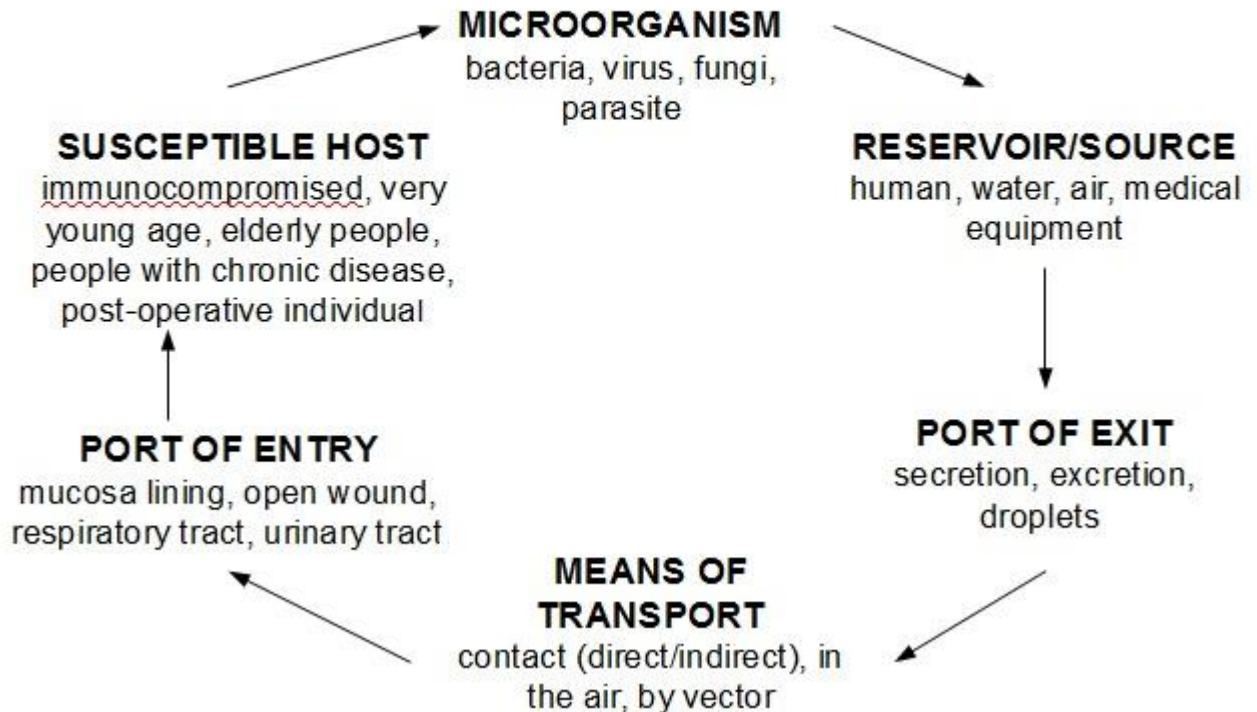 MICROORGANISM
bacteria, virus, fungi,
parasite
RESERVOIR/SOURCE
human, water, air, medical
equipment
PORT OF EXIT
secretion, excretion,
droplets
MEANS OF
TRANSPORT
contact (direct/indirect), in
the air, by vector
PORT OF ENTRY
mucosa lining, open wound,
respiratory tract, urinary tract
SUSCEPTIBLE HOST
immunocompromised, very
young age, elderly people,
people with chronic disease,
post-operative individual